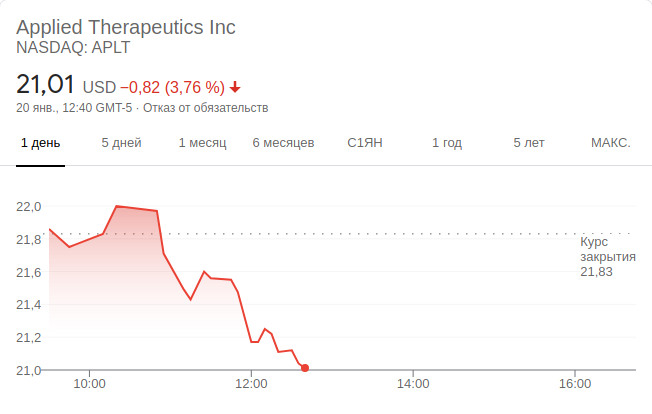 Applied Therapeutics Inc
NASDAQ: APLT
21,01 USD −0,82 (3,76 %)
20 янв., 12:40 GMT-5 · Отказ от обязательств
1 день 5 дней 1 месяц 6 месяцев С1ЯН 1 год 5 лет МАКС.
22,0
21,8
Курс
закрытия
21,6
21,83
21,4
21,2
21,0
10:00 12:00 14:00 16:00